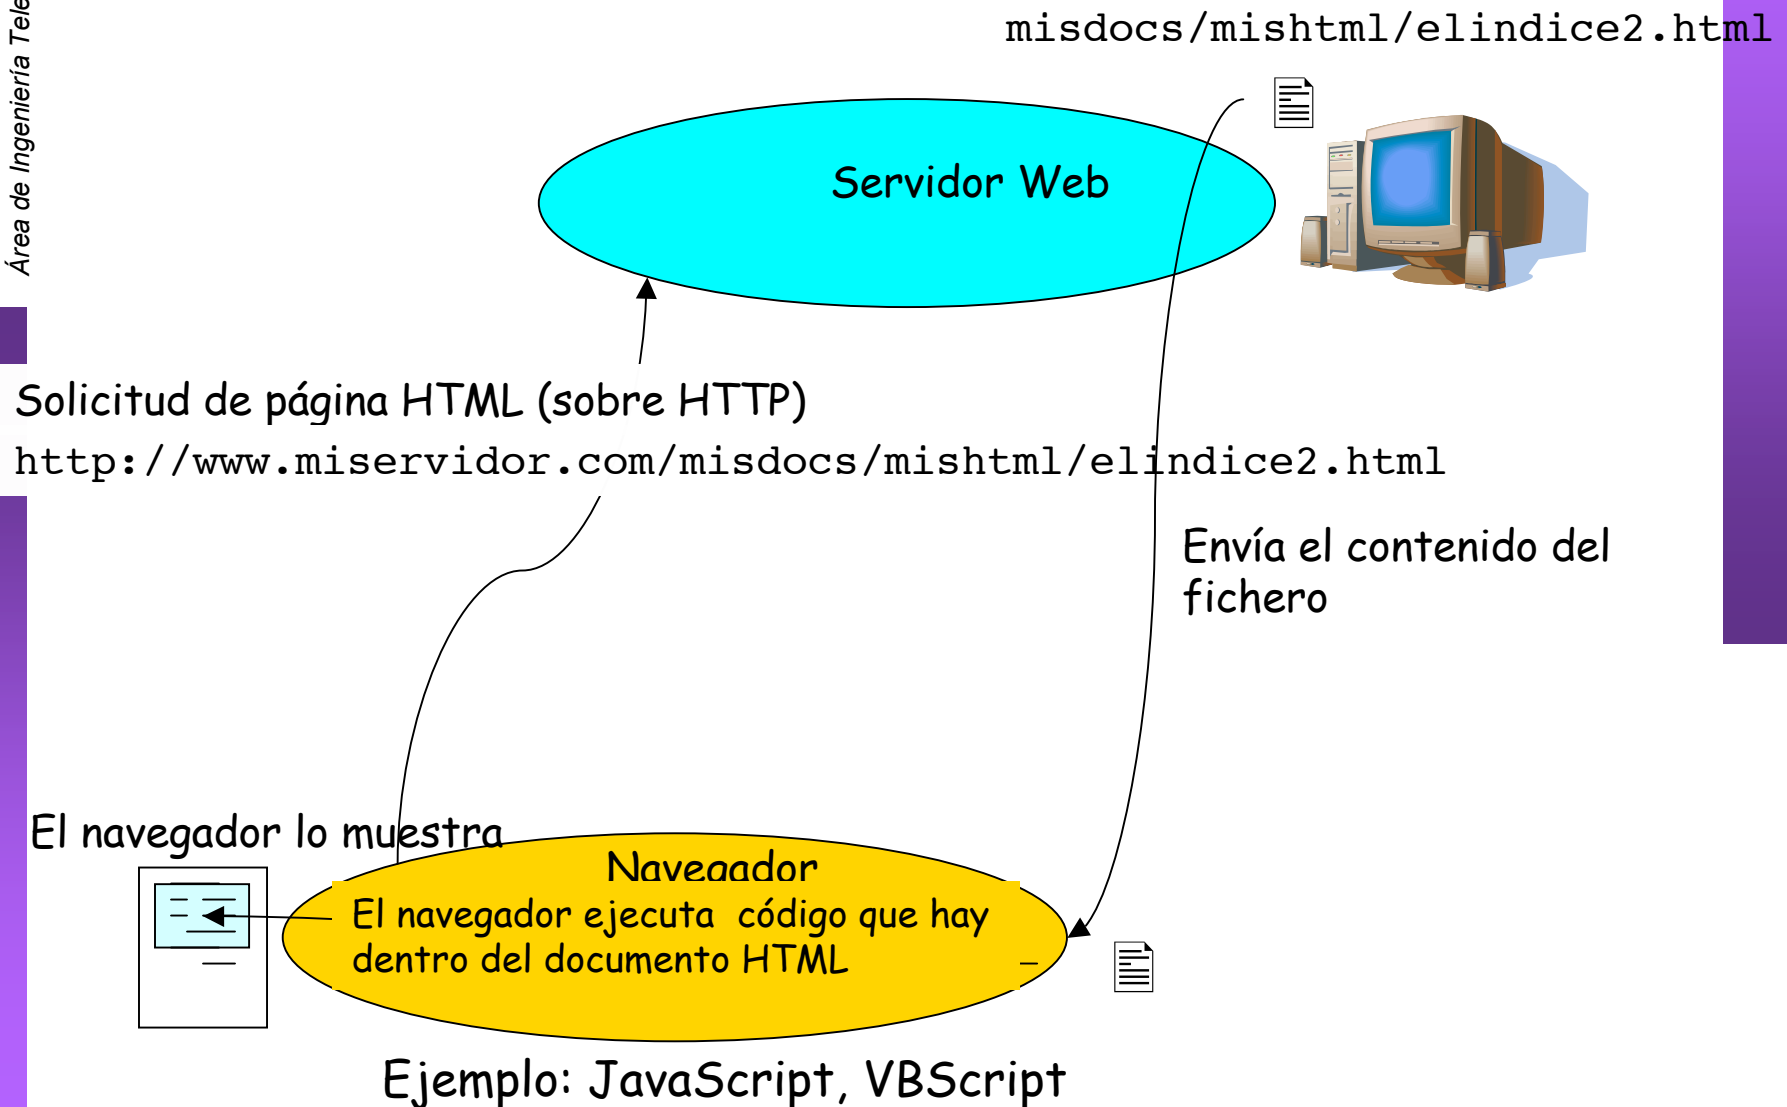 misdocs/mishtml/elindice2.html
Área de Ingeniería
Servidor Web
Solicitud de página HTML (sobre HTTP)
http://www.miservidor.com/misdocs/mishtml/elindice2.html
Envía el contenido del
fichero
El navegador lo muestra
Navegador
El navegador ejecuta código que hay
dentro del documento HTML
Ejemplo: JavaScript, VBScript